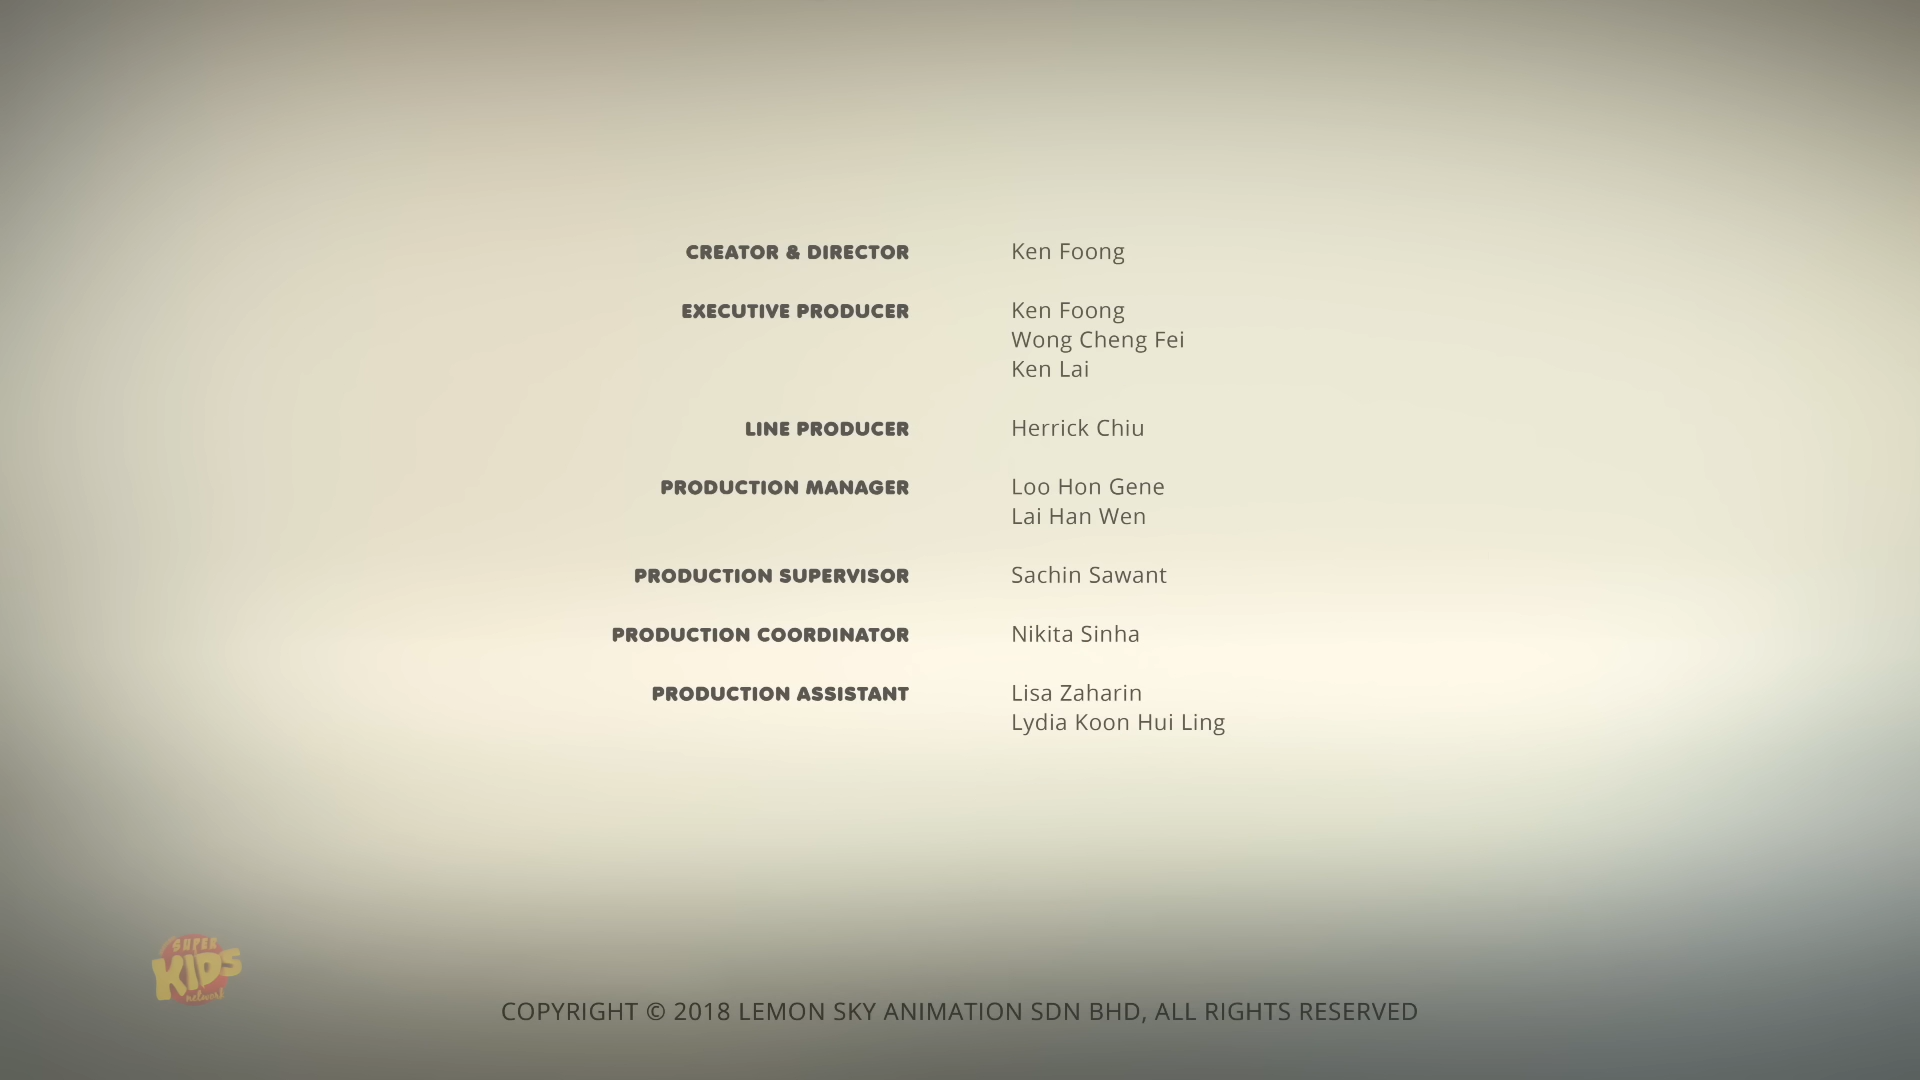 CREATOR & DIRECTOR Ken Foong
EXECUTIVE PRODUCER Ken Foong
Wong Cheng Fei
Ken Lai
LINE PRODUCER Herrick Chiu
PRODUCTION MANAGER Loo Hon Gene
Lai Han Wen
PRODUCTION SUPERVISOR Sachin Sawant
PRODUCTION COORDINATOR Nikita Sinha
PRODUCTION ASSISTANT Lisa Zaharin
Lydia Koon Hui Ling
SUPER
KIDS
network
COPYRIGHT © 2018 LEMON SKY ANIMATION SDN BHD, ALL RIGHTS RESERVED